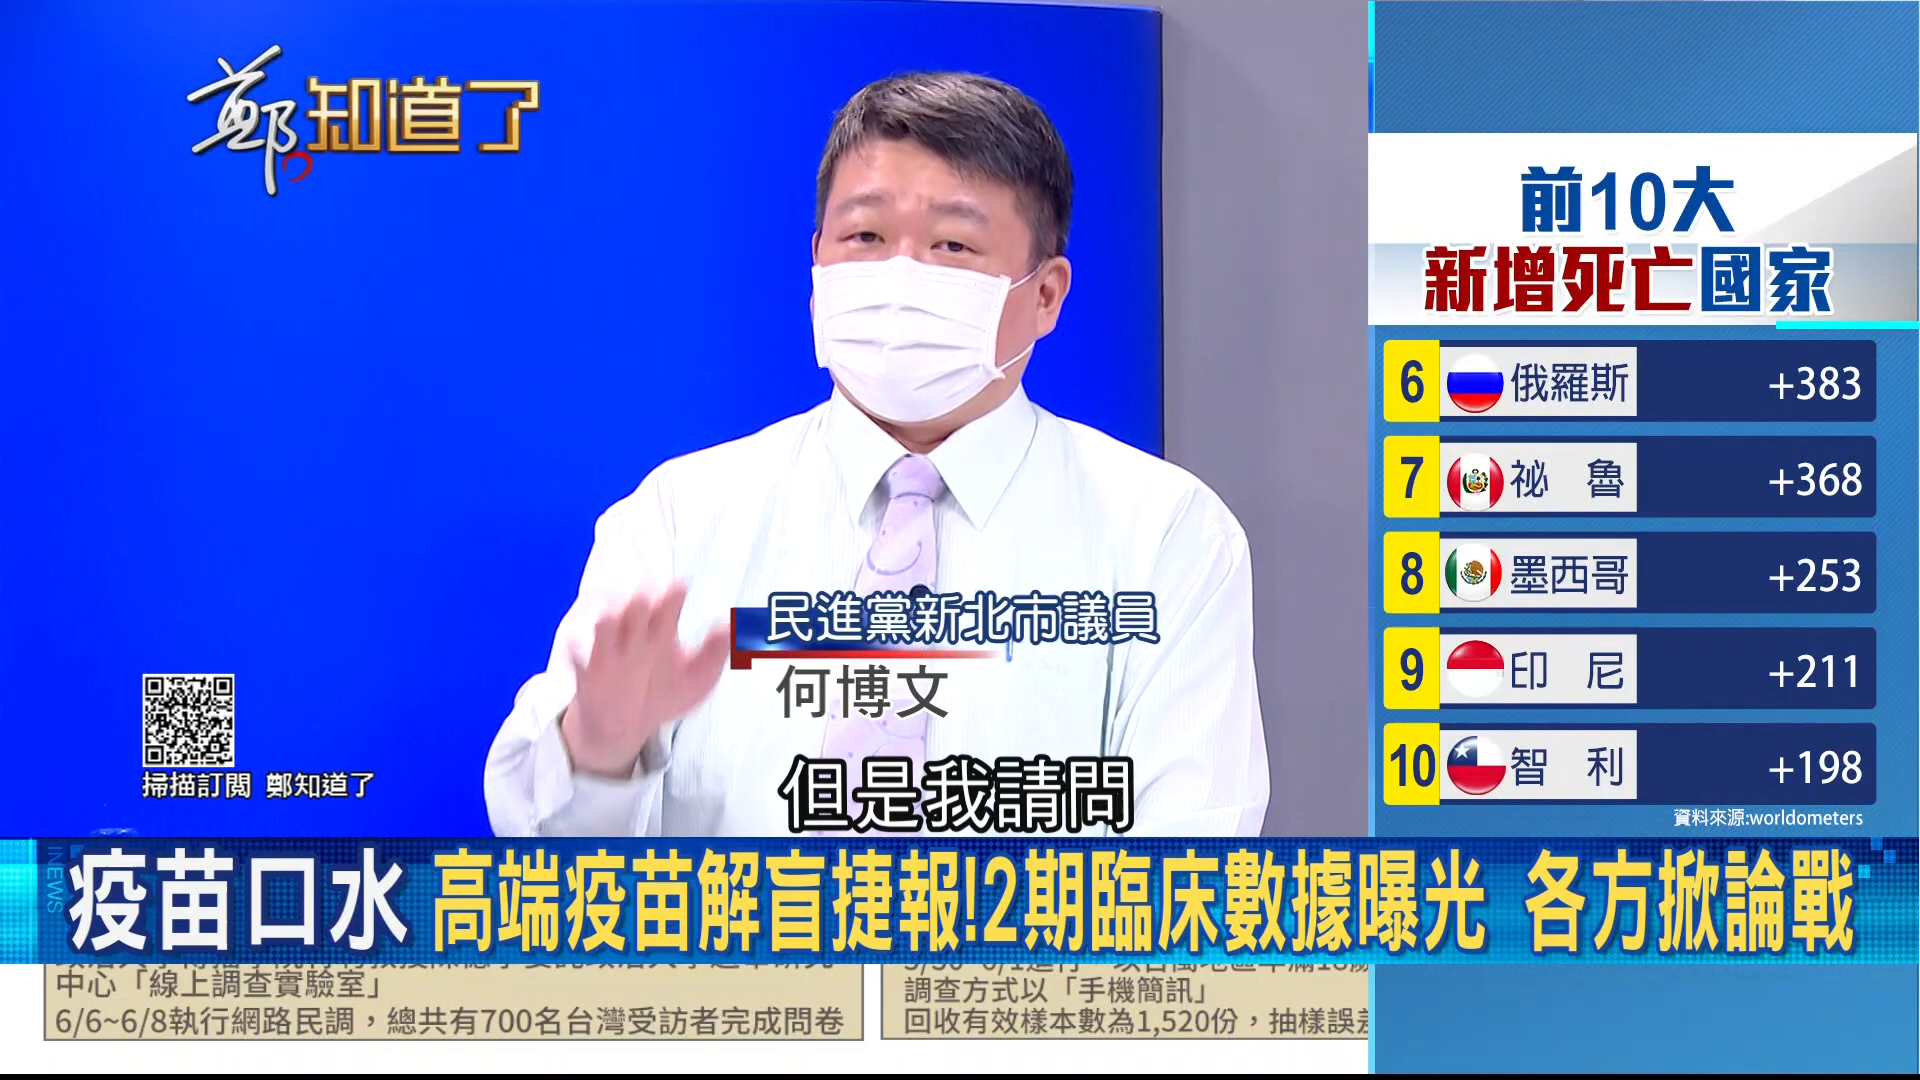 鄭知道了
民進黨新北市議員
何博文
掃描訂閱 鄭知道了
但是我請問
前10大
新增死亡國家
6 俄羅斯 +383
7 祕魯 +368
8 墨西哥 +253
9 印尼 +211
10 智利 +198
資料來源:worldometers
NEWS
疫苗口水 高端疫苗解盲捷報!2期臨床數據曝光 各方掀論戰
中心「線上調查實驗室」
6/6~6/8執行網路民調，總共有700名台灣受訪者完成問卷
調查方式以「手機簡訊」
回收有效樣本數為1,520份，抽樣誤差